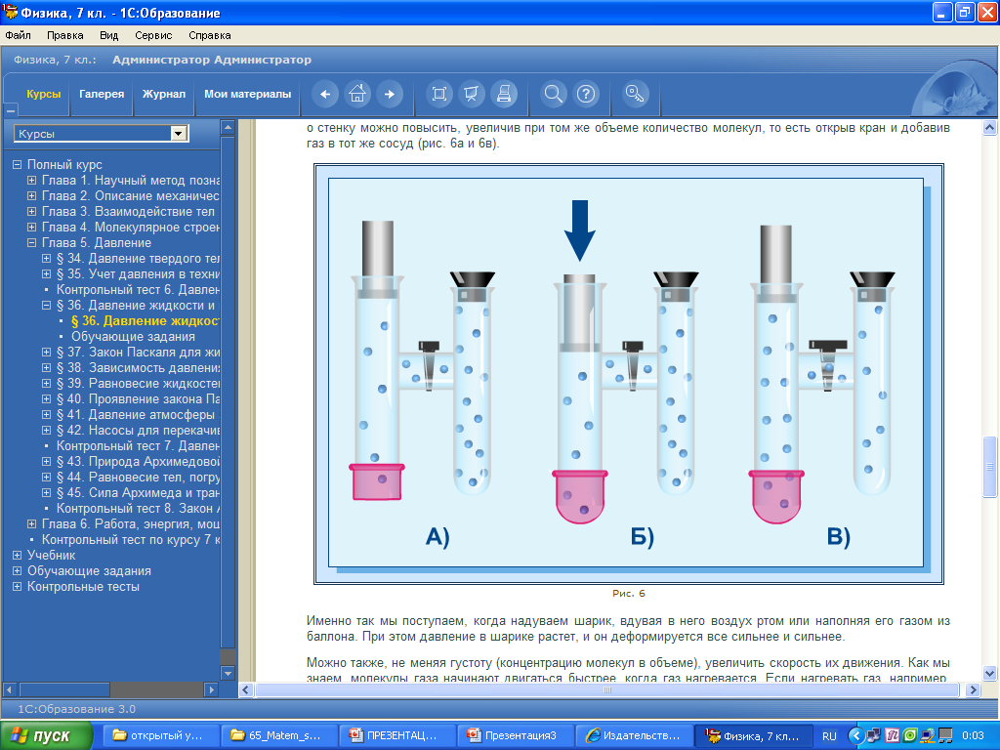 Физика, 7 кл. - 1С:Образование
Файл Правка Вид Сервис Справка
Физика, 7 кл.: Администратор Администратор
Курсы Галерея Журнал Мои материалы
Курсы
Полный курс
Глава 1. Научный метод позна
Глава 2. Описание механичес
Глава 3. Взаимодействие тел
Глава 4. Молекулярное строен
Глава 5. Давление
§ 34. Давление твердого тел
§ 35. Учет давления в техни
Контрольный тест 6. Давлен
§ 36. Давление жидкости и
§ 36. Давление жидкост
Обучающие задания
§ 37. Закон Паскаля для жи
§ 38. Зависимость давлени
§ 39. Равновесие жидкосте
§ 40. Проявление закона Па
§ 41. Давление атмосферы
§ 42. Насосы для перекачив
Контрольный тест 7. Давлен
§ 43. Природа Архимедовой
§ 44. Равновесие тел, погру
§ 45. Сила Архимеда и тран
Контрольный тест 8. Закон А
Глава 6. Работа, энергия, мощ
Контрольный тест по курсу 7 к
Учебник
Обучающие задания
Контрольные тесты
о стенку можно повысить, увеличив при том же объеме количество молекул, то есть открыв кран и добавив
газ в тот же сосуд (рис. 6а и 6в).
А) Б) В)
Рис. 6
Именно так мы поступаем, когда надуваем шарик, вдувая в него воздух ртом или наполняя его газом из
баллона. При этом давление в шарике растет, и он деформируется все сильнее и сильнее.
Можно также, не меняя густоту (концентрацию молекул в объеме), увеличить скорость их движения. Как мы
знаем, молекулы газа начинают двигаться быстрее, когда газ нагревается. Если нагревать газ, например,
1С:Образование 3.0
пуск открытый у... 65_Matem_s... ПРЕЗЕНТАЦ... Презентация3 Издательств... Физика, 7 кл... RU 0:03